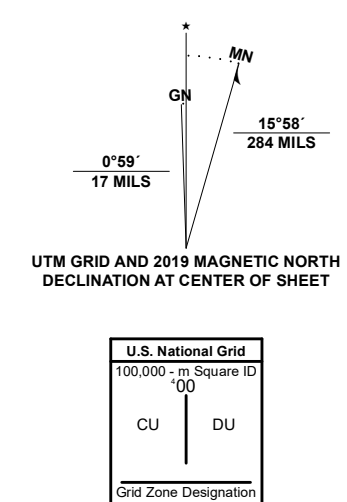 ★
MN
GN
15°58´
284 MILS
0°59´
17 MILS
UTM GRID AND 2019 MAGNETIC NORTH
DECLINATION AT CENTER OF SHEET
U.S. National Grid
100,000 - m Square ID
⁴00
CU DU
Grid Zone Designation